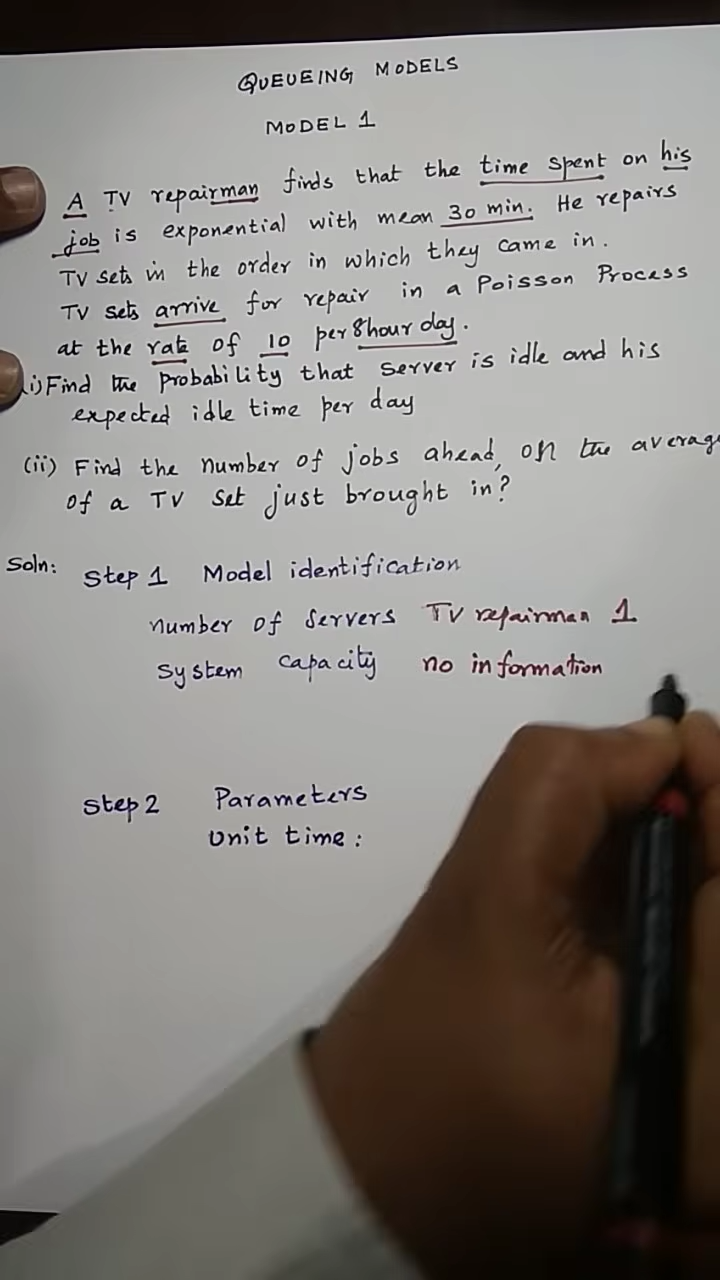 QUEUEING MODELS
MODEL 1
A TV repairman finds that the time spent on his
job is exponential with mean 30 min. He repairs
TV sets in the order in which they came in.
TV sets arrive for repair in a Poisson Process
at the rate of 10 per 8 hour day.
i) Find the probability that server is idle and his
expected idle time per day
(ii) Find the number of jobs ahead, on the average
of a TV set just brought in?
Soln: Step 1 Model identification
number of servers TV repairman 1
System capacity no information
Step 2 Parameters
Unit time: